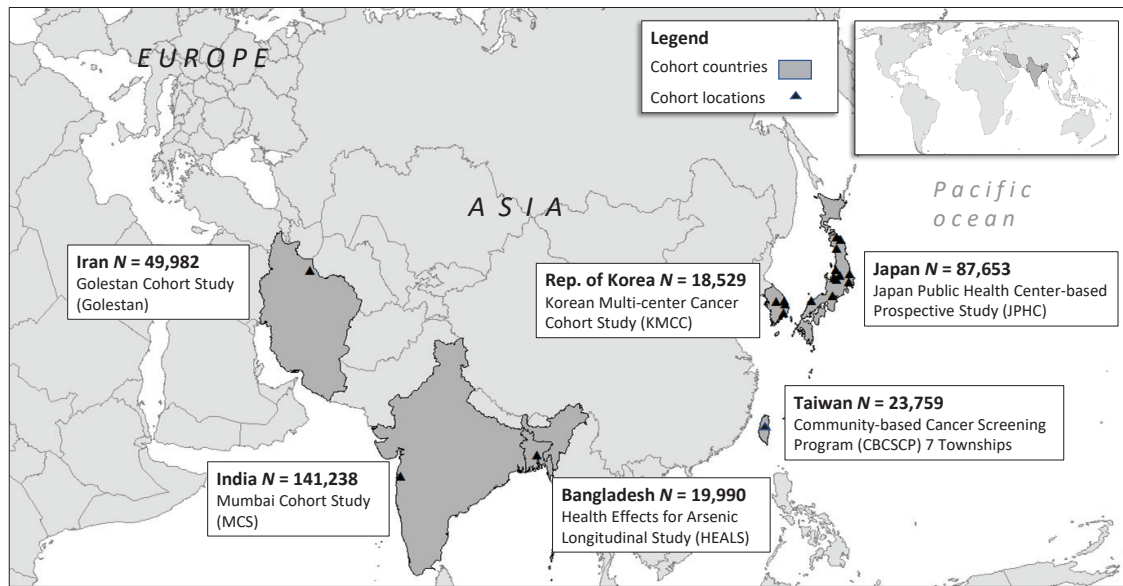 EUROPE
Legend
Cohort countries
Cohort locations
ASIA
Pacific
ocean
Iran N = 49,982
Golestan Cohort Study
(Golestan)
Rep. of Korea N = 18,529
Korean Multi-center Cancer
Cohort Study (KMCC)
Japan N = 87,653
Japan Public Health Center-based
Prospective Study (JPHC)
Taiwan N = 23,759
Community-based Cancer Screening
Program (CBCSCP) 7 Townships
India N = 141,238
Mumbai Cohort Study
(MCS)
Bangladesh N = 19,990
Health Effects for Arsenic
Longitudinal Study (HEALS)